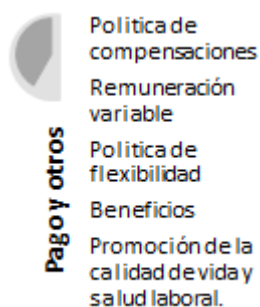 Politica de
compensaciones
Remuneración
variable
Politica de
flexibilidad
Beneficios
Promoción de la
calidad de vida y
salud laboral.
Pago y otros